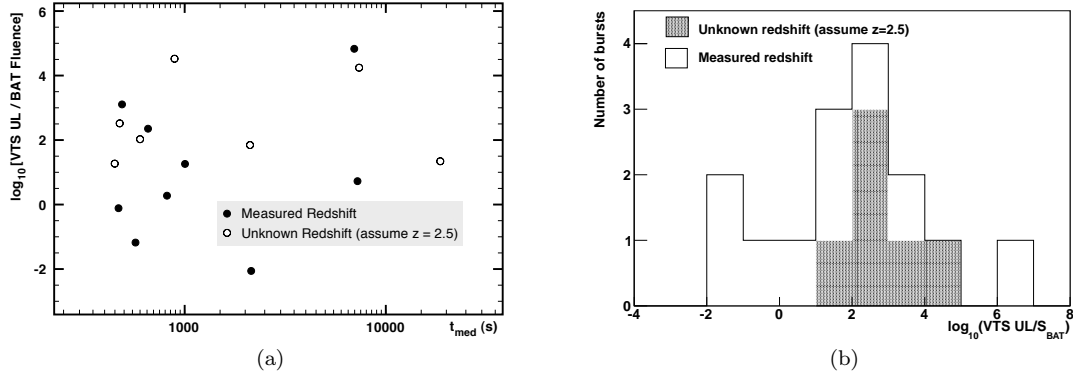 log10[VTS UL / BAT Fluence]
6
4
2
0
-2
Measured Redshift
Unknown Redshift (assume z = 2.5)
1000
10000
tmed (s)
(a)
Number of bursts
4
3
2
1
0
Unknown redshift (assume z=2.5)
Measured redshift
-4
-2
0
2
4
6
8
log10(VTS UL/SBAT)
(b)